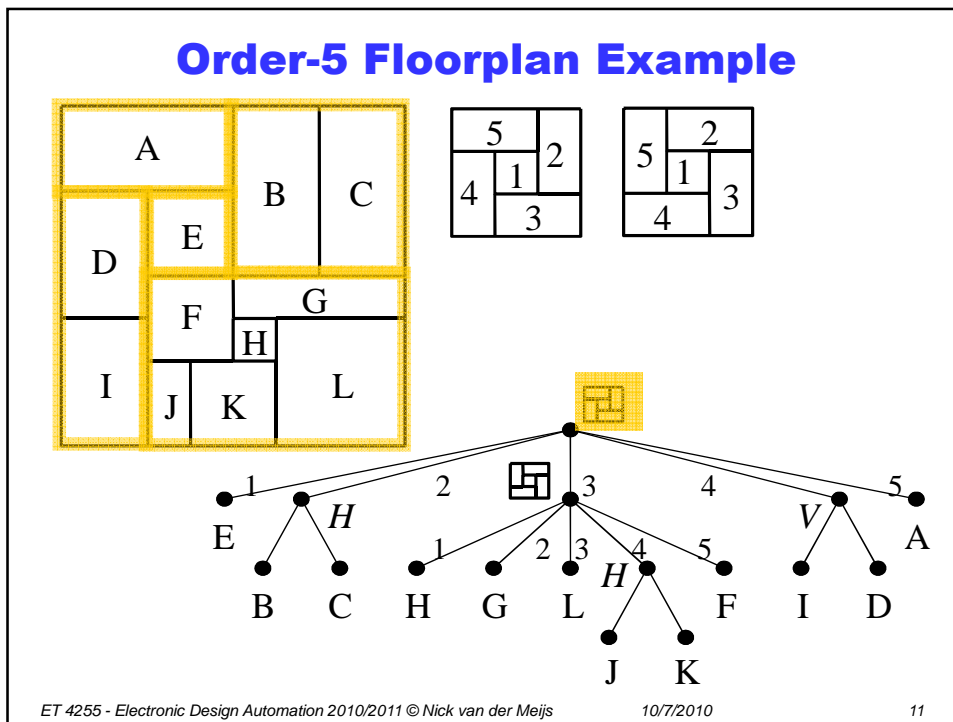 Order-5 Floorplan Example
A
B
C
D
E
F
G
H
I
J
K
L
5
2
1
4
3
2
5
1
3
4
1
2
3
4
5
H
V
E
A
1
2
3
4
5
H
B
C
H
G
L
F
I
D
J
K
ET 4255 - Electronic Design Automation 2010/2011 © Nick van der Meijs 10/7/2010 11